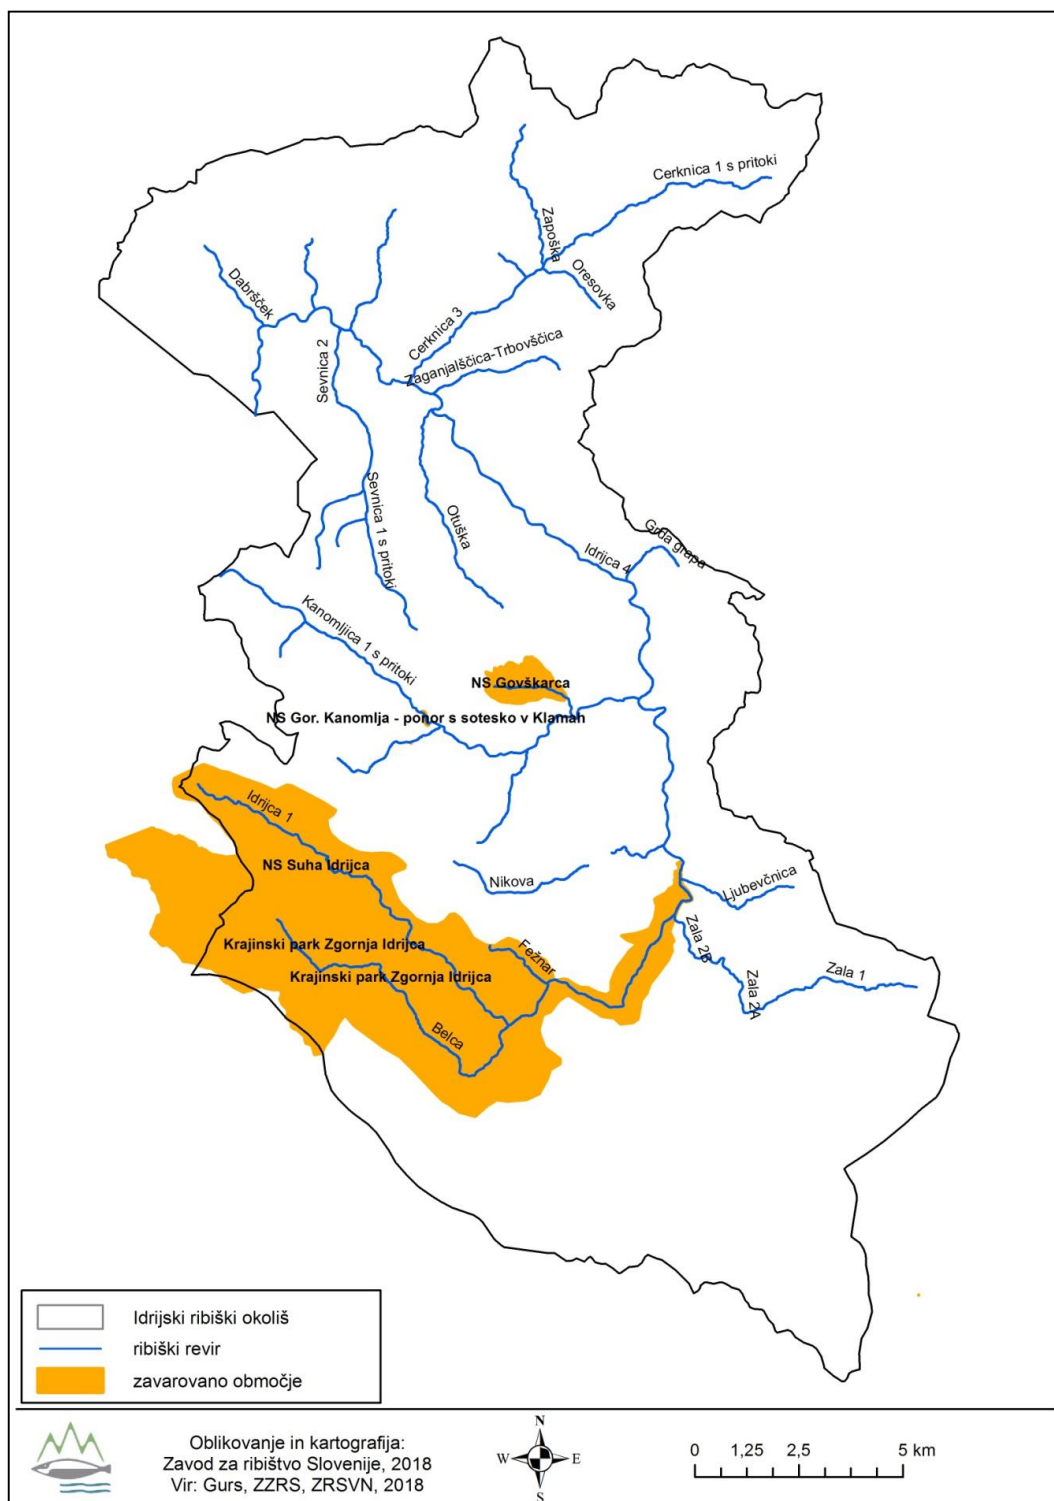 Cerknica 1 s pritoki
Zapoška
Oresovka
Dabršček
Cerknica 3
Sevnica 2
Zaganjalščica-Trbovščica
Sevnica 1 s pritoki
Otuška
Idrijca 4
Grda grapa
Kanomljica 1 s pritoki
NS Govškarca
NS Gor. Kanomlja - ponor s sotesko v Klamah
Idrijca 1
NS Suha Idrijca
Nikova
Ljubevčnica
Krajinski park Zgornja Idrijca
Fežnar
Zala 2B
Krajinski park Zgornja Idrijca
Zala 2A
Zala 1
Belca
Idrijski ribiški okoliš
ribiški revir
zavarovano območje
Oblikovanje in kartografija:
Zavod za ribištvo Slovenije, 2018
Vir: Gurs, ZZRS, ZRSVN, 2018
N
W
E
S
0 1,25 2,5 5 km